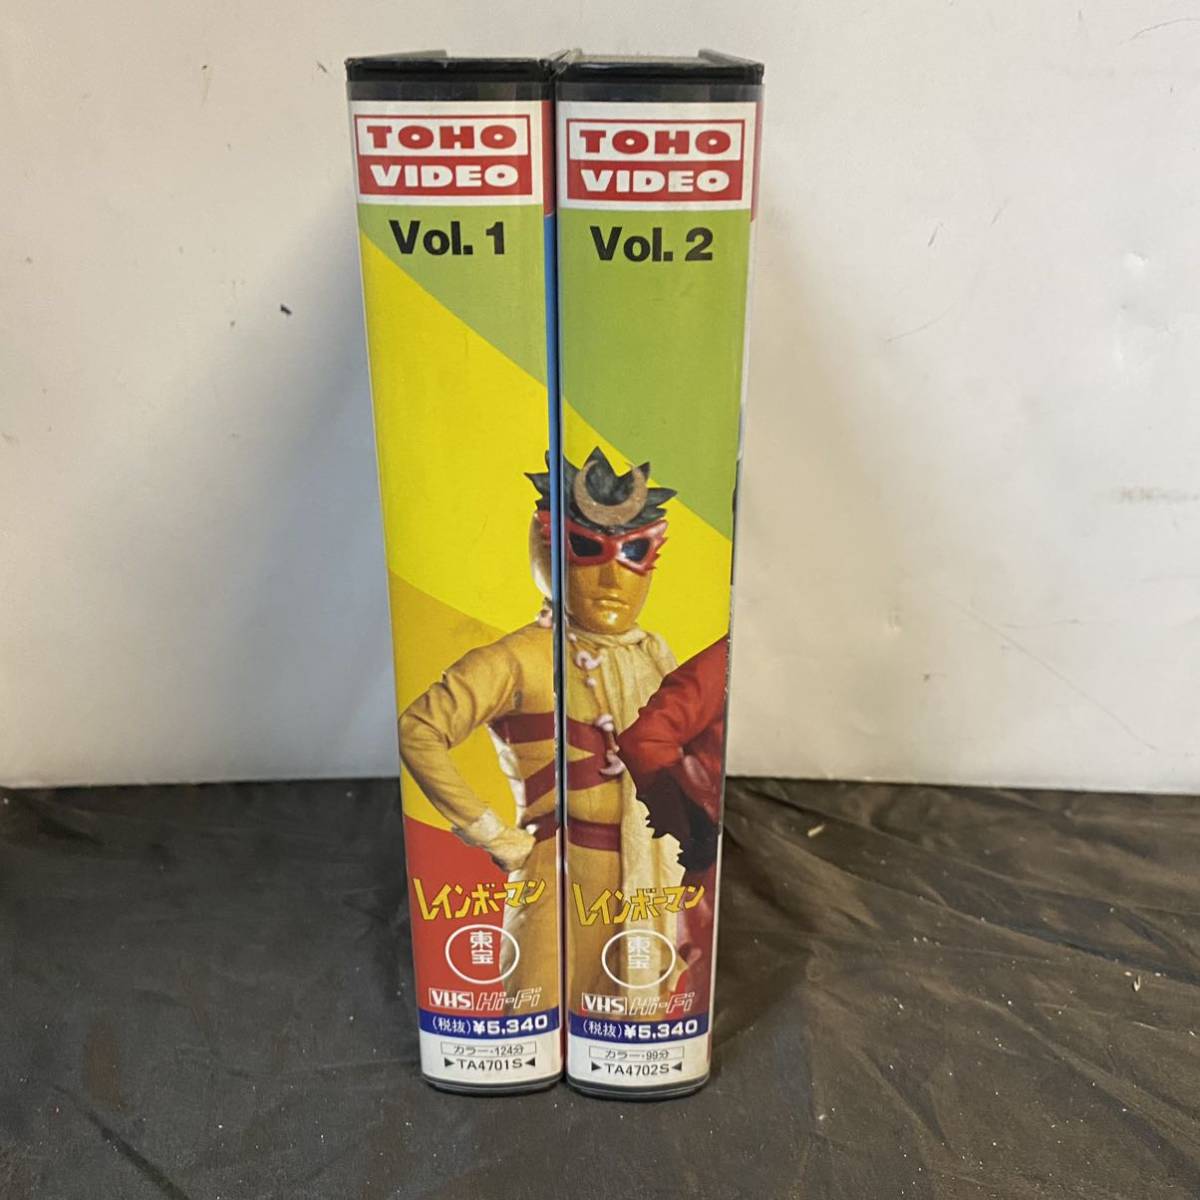 TOHO
VIDEO
Vol. 1
レインボーマン
東宝
VHS Hi-Fi
(税抜)¥5,340
カラー・124分
▶TA4701S◀
TOHO
VIDEO
Vol. 2
レインボーマン
東宝
VHS Hi-Fi
(税抜)¥5,340
カラー・99分
▶TA4702S◀